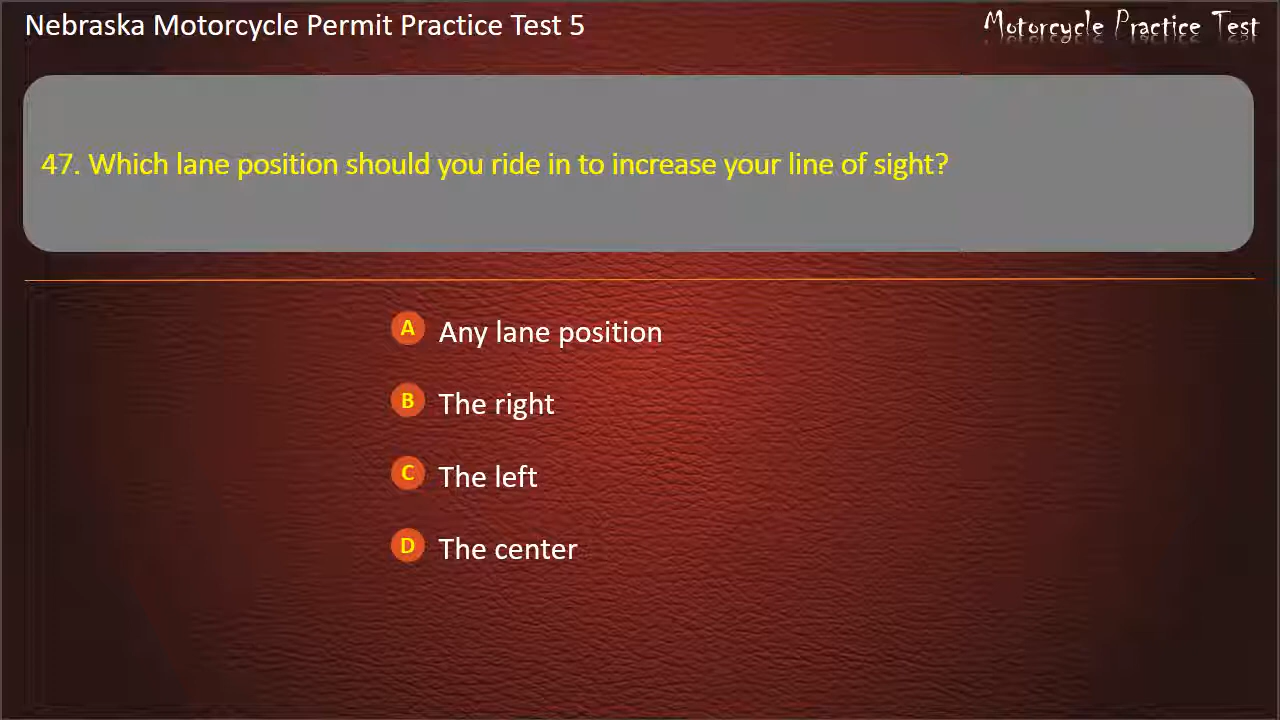 Nebraska Motorcycle Permit Practice Test 5
Motorcycle Practice Test
47. Which lane position should you ride in to increase your line of sight?
A Any lane position
B The right
C The left
D The center